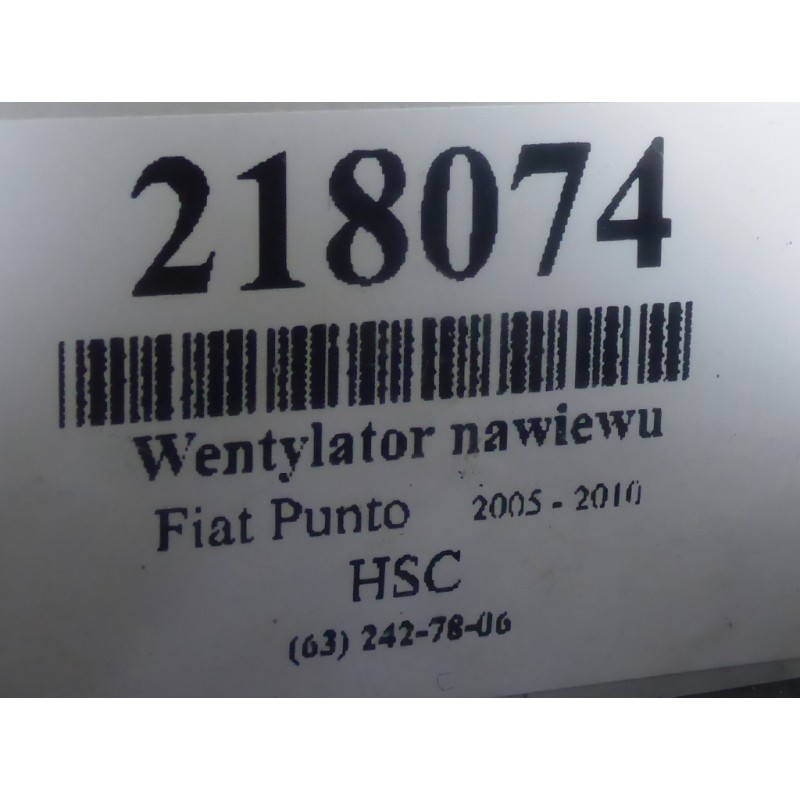 218074
Wentylator nawiewu
Fiat Punto 2005 - 2010
HSC
(63) 242-78-06